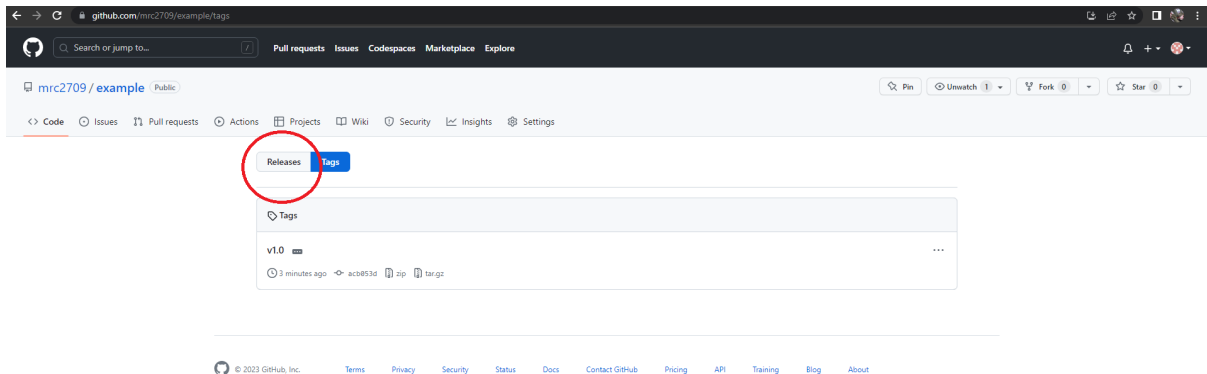 github.com/mrc2709/example/tags
Search or jump to... / Pull requests Issues Codespaces Marketplace Explore
mrc2709 / example Public Pin Unwatch 1 Fork 0 Star 0
<> Code Issues Pull requests Actions Projects Wiki Security Insights Settings
Releases Tags
Tags
v1.0 ...
3 minutes ago acb053d zip tar.gz
© 2023 GitHub, Inc. Terms Privacy Security Status Docs Contact GitHub Pricing API Training Blog About